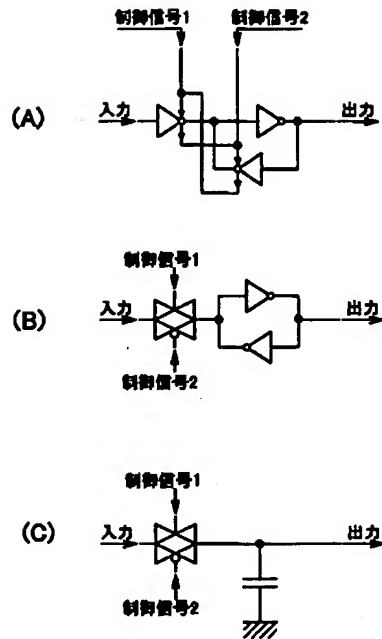 制御信号1 制御信号2
(A)
入力 出力
制御信号1
(B)
入力 出力
制御信号2
制御信号1
(C)
入力 出力
制御信号2